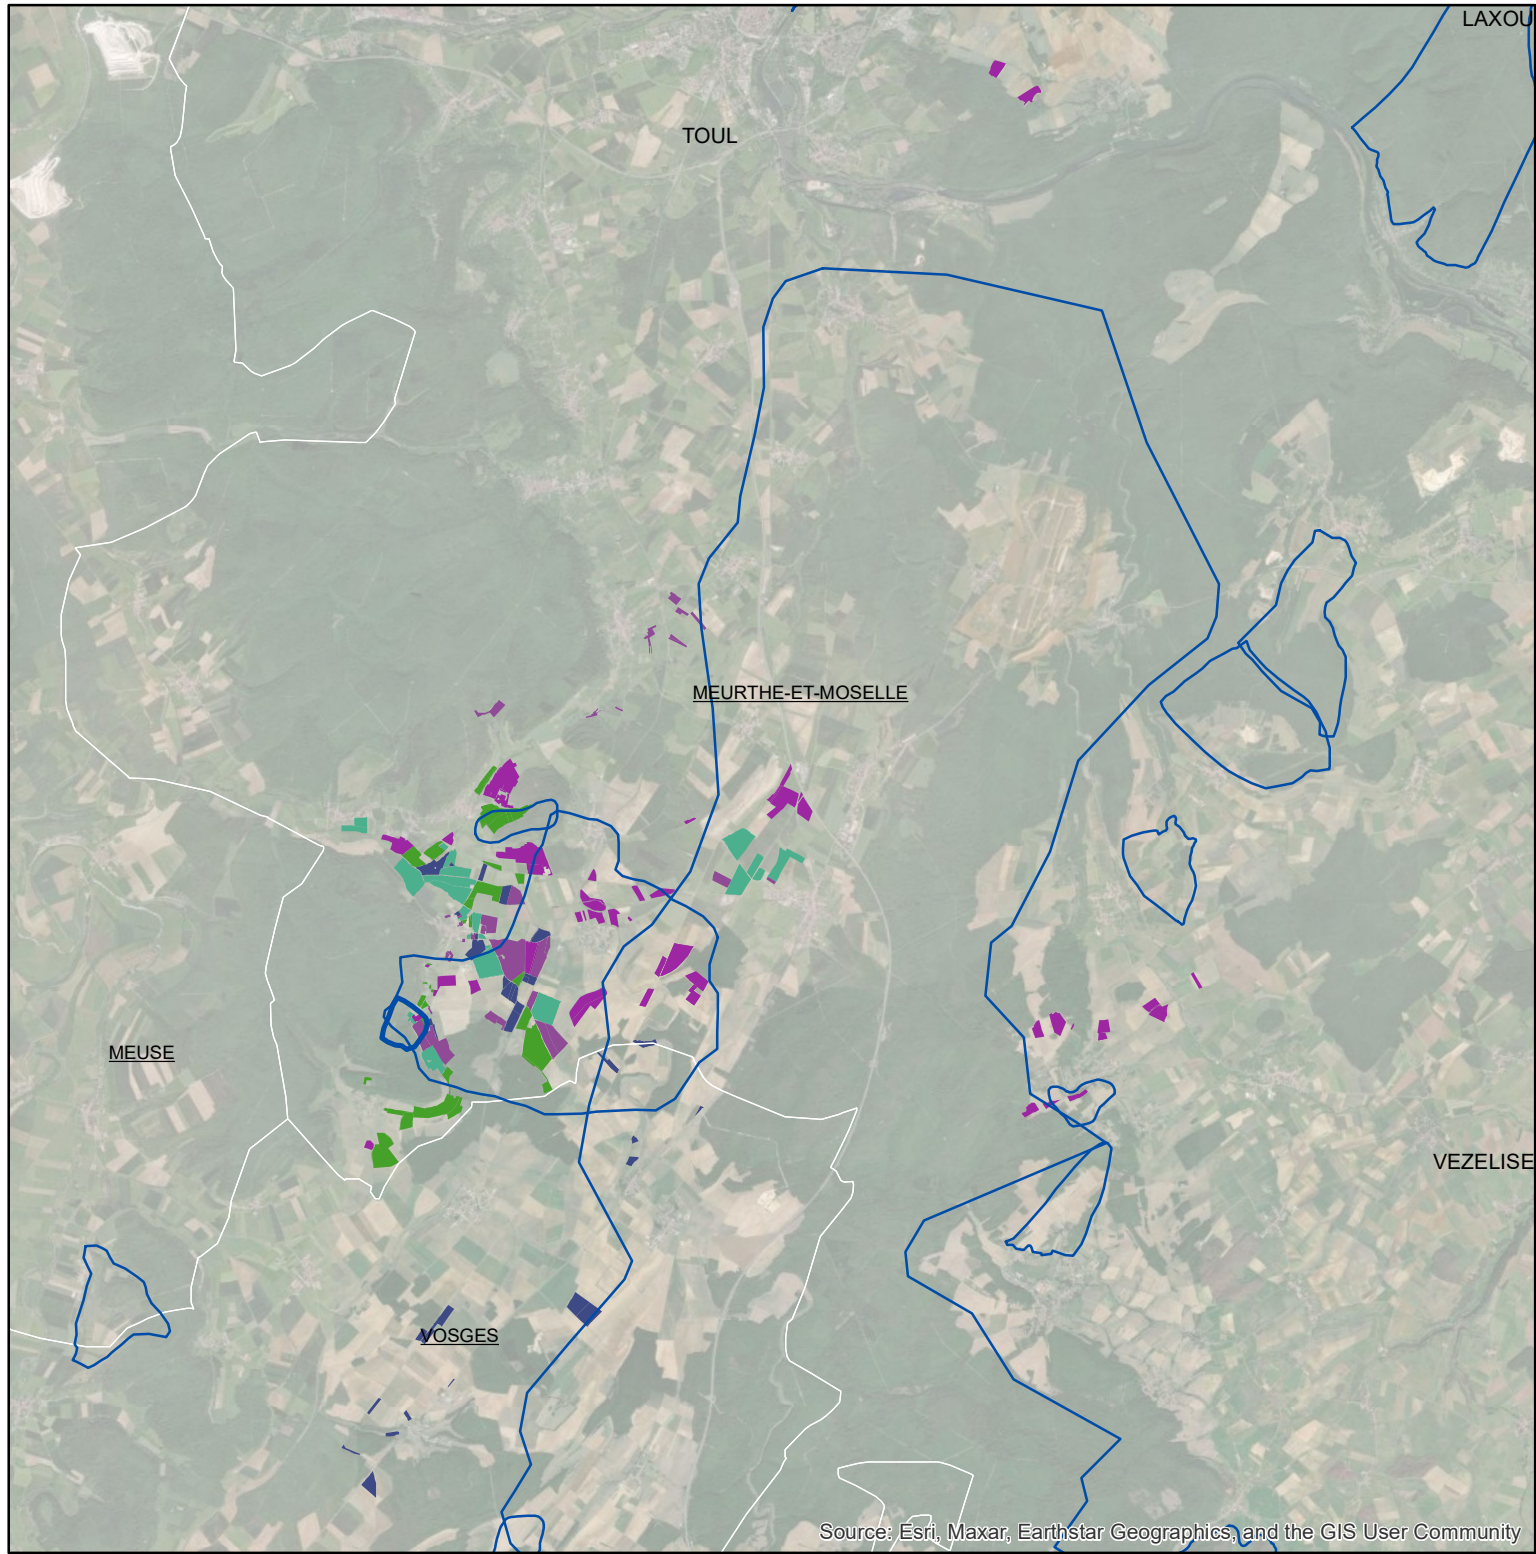 LAXOU
TOUL
MEURTHE-ET-MOSELLE
MEUSE
VEZELISE
VOSGES
Source: Esri, Maxar, Earthstar Geographics, and the GIS User Community